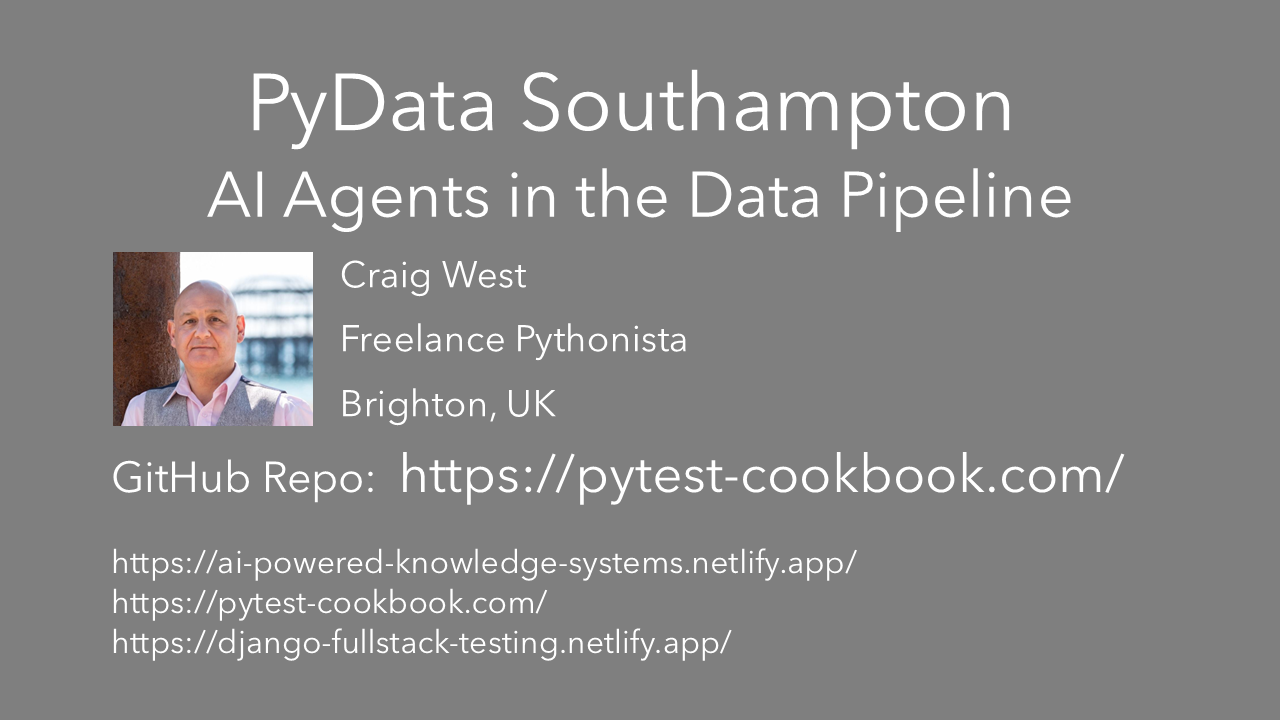 PyData Southampton
AI Agents in the Data Pipeline
Craig West
Freelance Pythonista
Brighton, UK
GitHub Repo: https://pytest-cookbook.com/
https://ai-powered-knowledge-systems.netlify.app/
https://pytest-cookbook.com/
https://django-fullstack-testing.netlify.app/